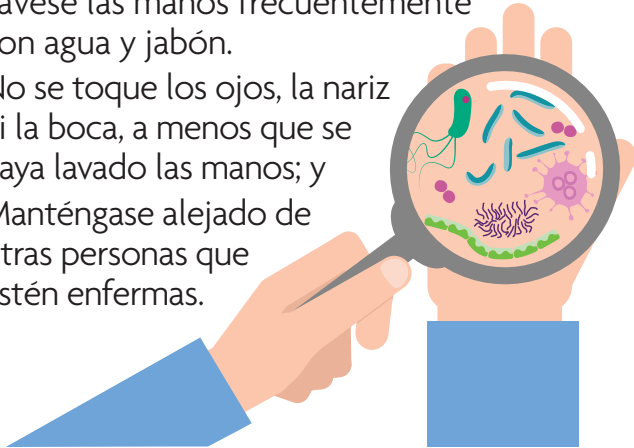 ávese las manos frecuentemente
on agua y jabón.
No se toque los ojos, la nariz
i la boca, a menos que se
aya lavado las manos; y
Manténgase alejado de
tras personas que
stén enfermas.